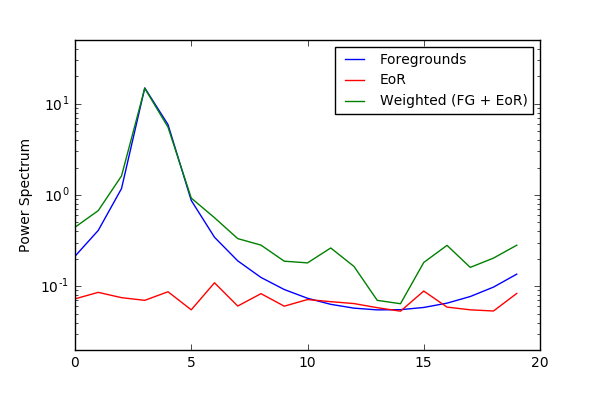 Foregrounds
EoR
Weighted (FG + EoR)
Power Spectrum
10^1
10^0
10^-1
0 5 10 15 20